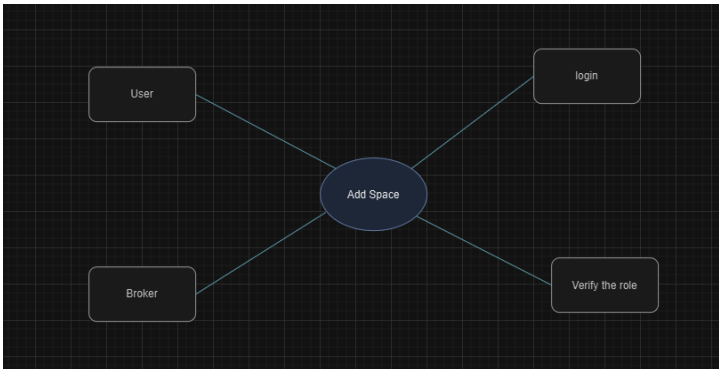 login
User
Add Space
Verify the role
Broker